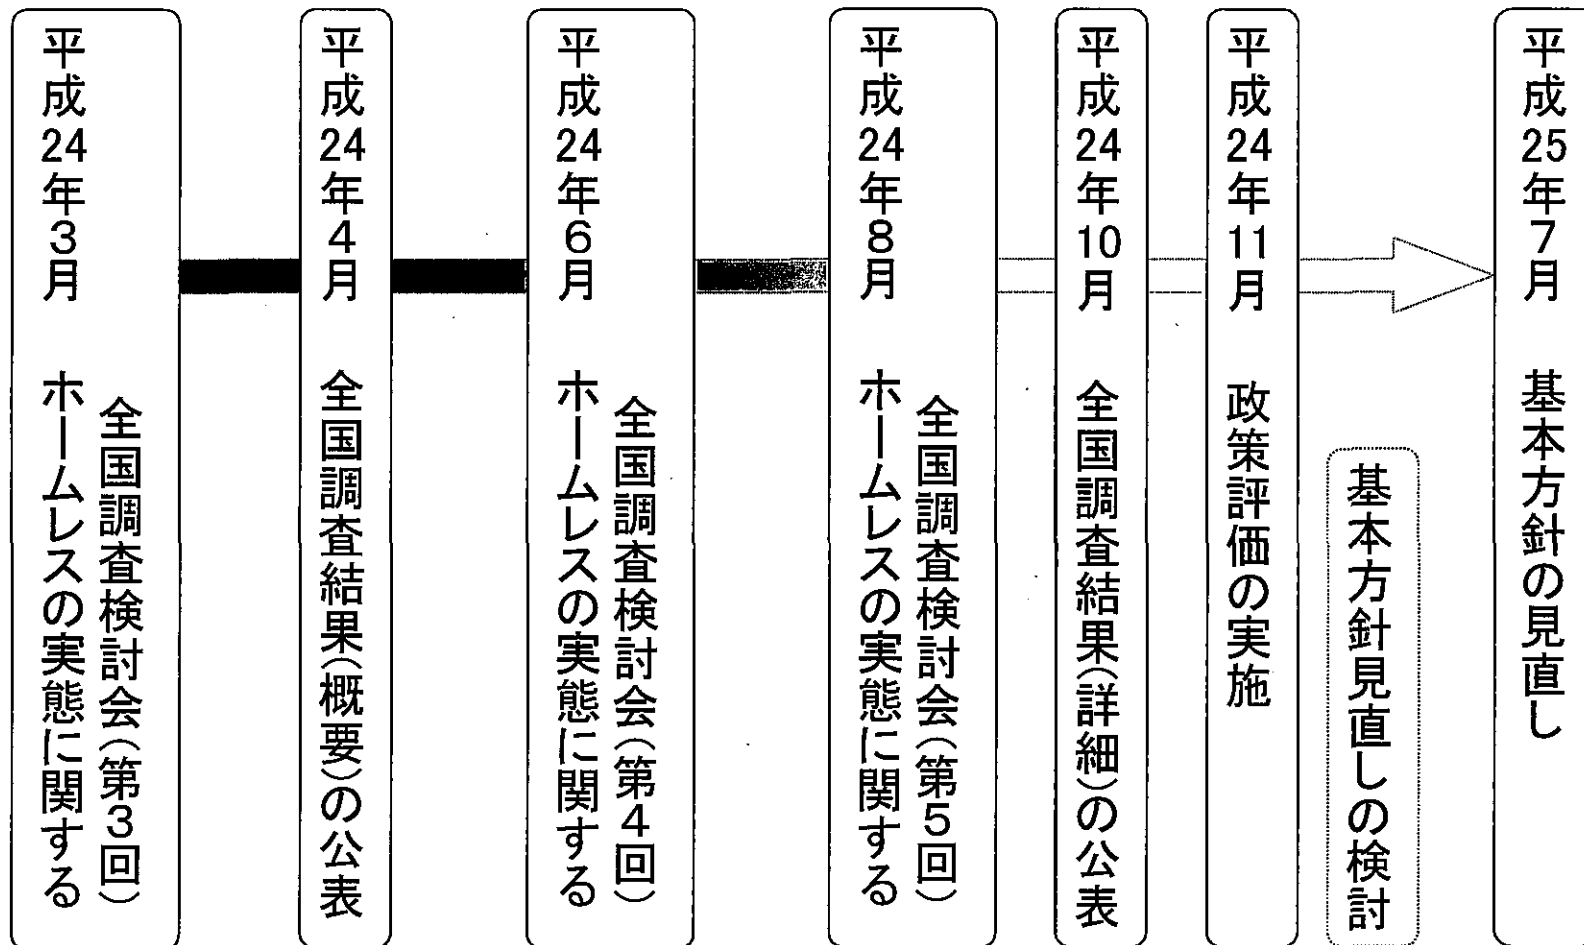 平成24年3月　ホームレスの実態に関する
全国調査検討会（第3回）
平成24年4月　全国調査結果（概要）の公表
平成24年6月　ホームレスの実態に関する
全国調査検討会（第4回）
平成24年8月　ホームレスの実態に関する
全国調査検討会（第5回）
平成24年10月　全国調査結果（詳細）の公表
平成24年11月　政策評価の実施
基本方針見直しの検討
平成25年7月　基本方針の見直し